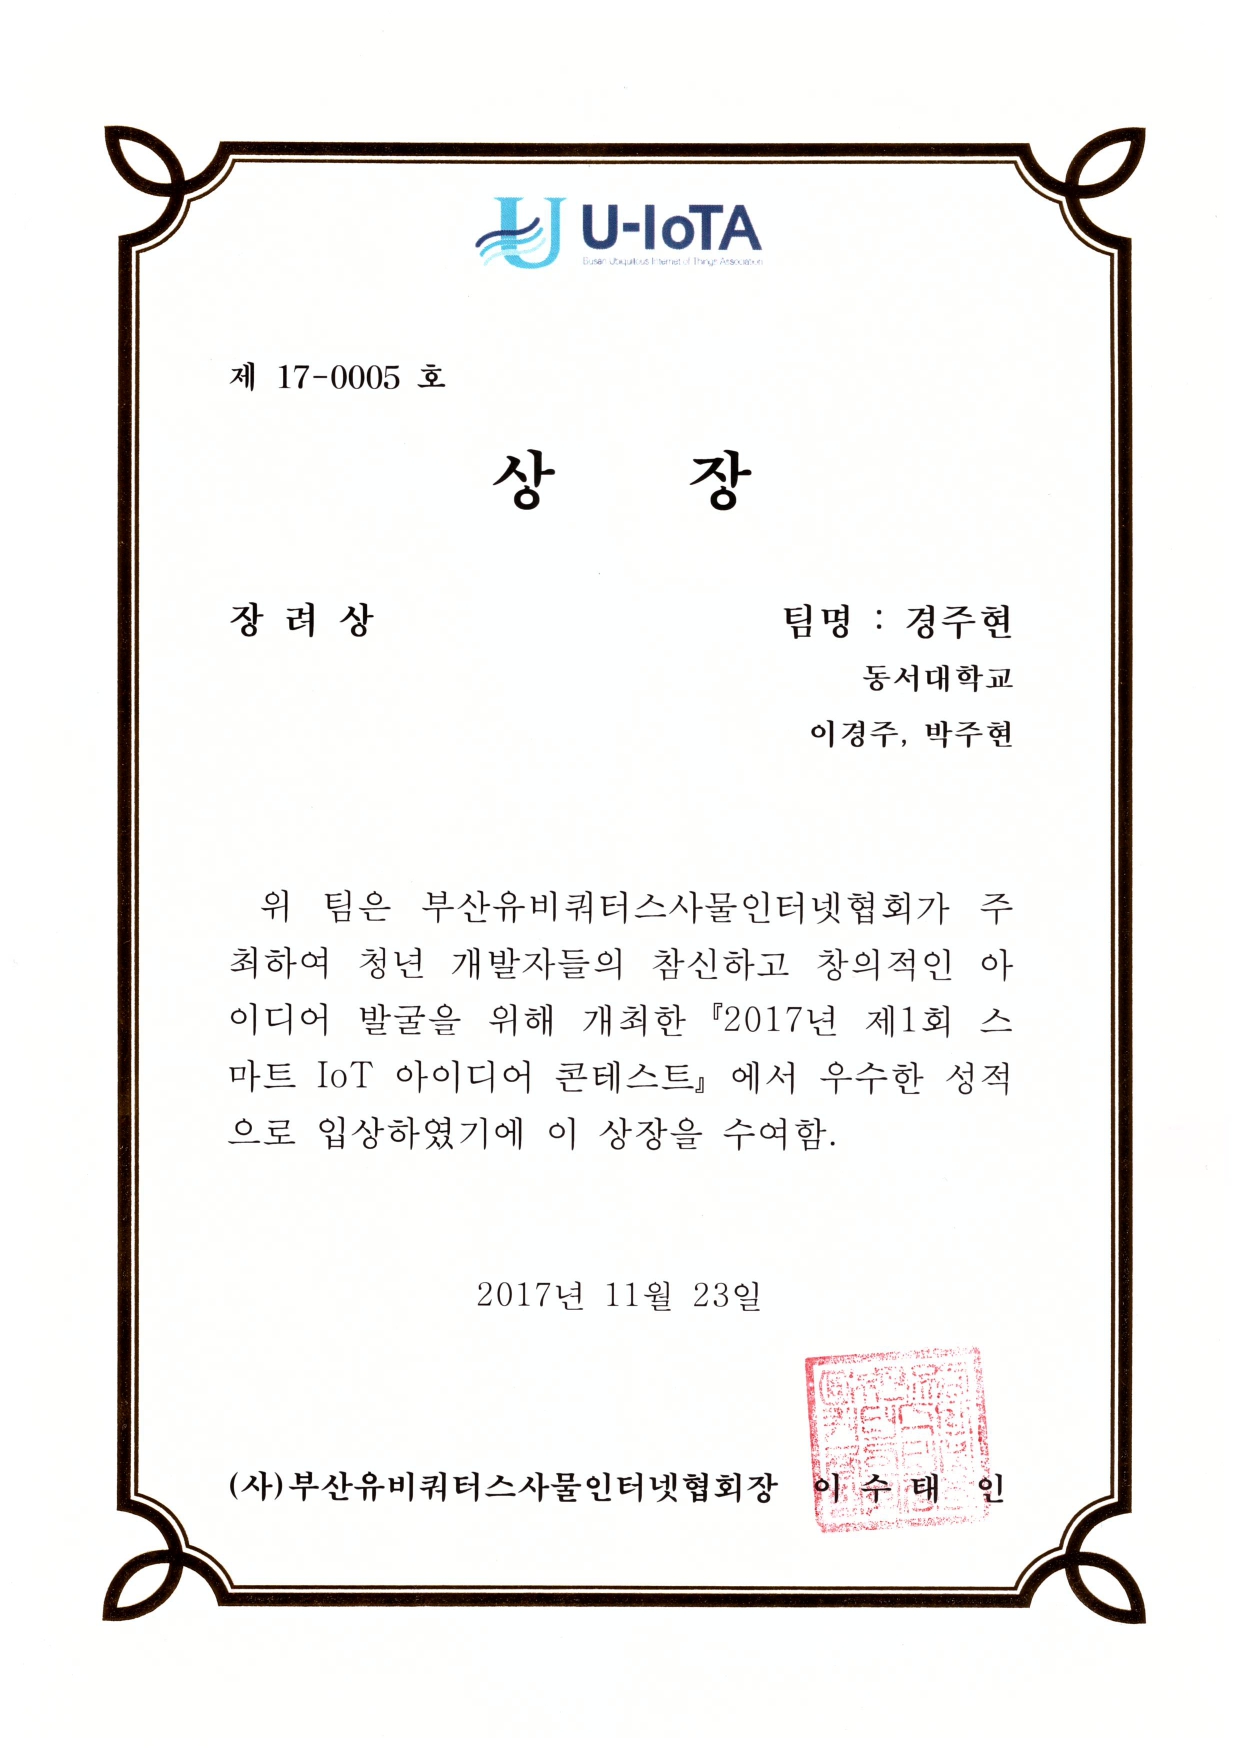 U-IoTA
Busan Ubiquitous Internet of Things Association
제 17-0005 호
상 장
장 려 상
팀명 : 경주현
동서대학교
이경주, 박주현
위 팀은 부산유비쿼터스사물인터넷협회가 주
최하여 청년 개발자들의 참신하고 창의적인 아
이디어 발굴을 위해 개최한『2017년 제1회 스
마트 IoT 아이디어 콘테스트』에서 우수한 성적
으로 입상하였기에 이 상장을 수여함.
2017년 11월 23일
(사)부산유비쿼터스사물인터넷협회장 이 수 태 인